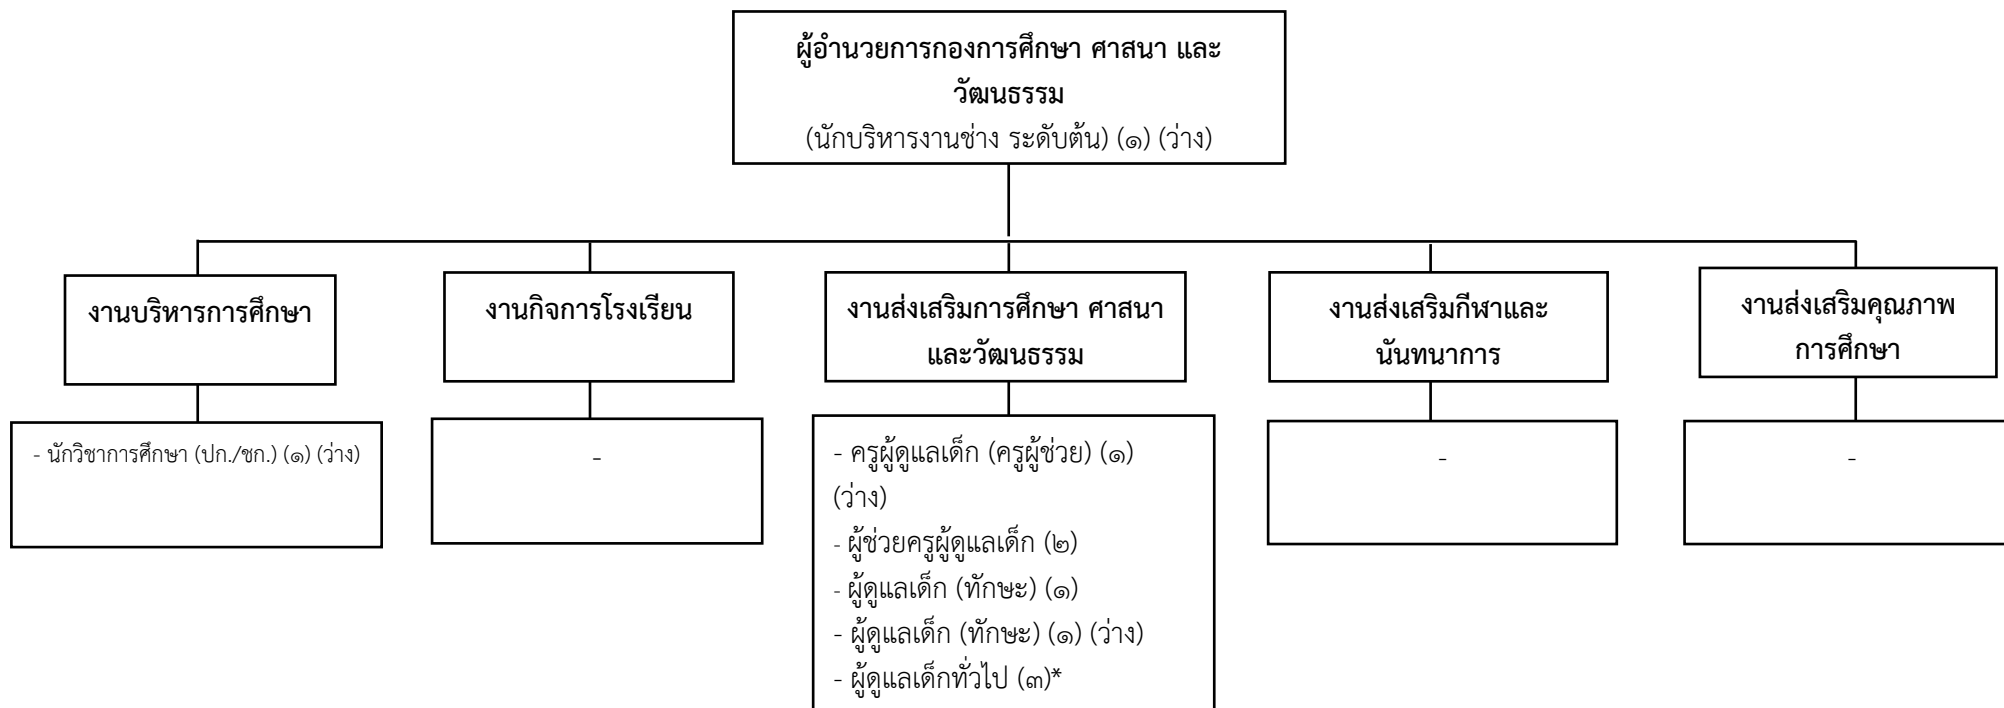 ผู้อำนวยการกองการศึกษา ศาสนา และ
วัฒนธรรม
(นักบริหารงานช่าง ระดับต้น) (๑) (ว่าง)
งานบริหารการศึกษา
งานกิจการโรงเรียน
งานส่งเสริมการศึกษา ศาสนา
และวัฒนธรรม
งานส่งเสริมกีฬาและ
นันทนาการ
งานส่งเสริมคุณภาพ
การศึกษา
- นักวิชาการศึกษา (ปก./ชก.) (๑) (ว่าง)
-
- ครูผู้ดูแลเด็ก (ครูผู้ช่วย) (๑)
(ว่าง)
- ผู้ช่วยครูผู้ดูแลเด็ก (๒)
- ผู้ดูแลเด็ก (ทักษะ) (๑)
- ผู้ดูแลเด็ก (ทักษะ) (๑) (ว่าง)
- ผู้ดูแลเด็กทั่วไป (๓)*
-
-